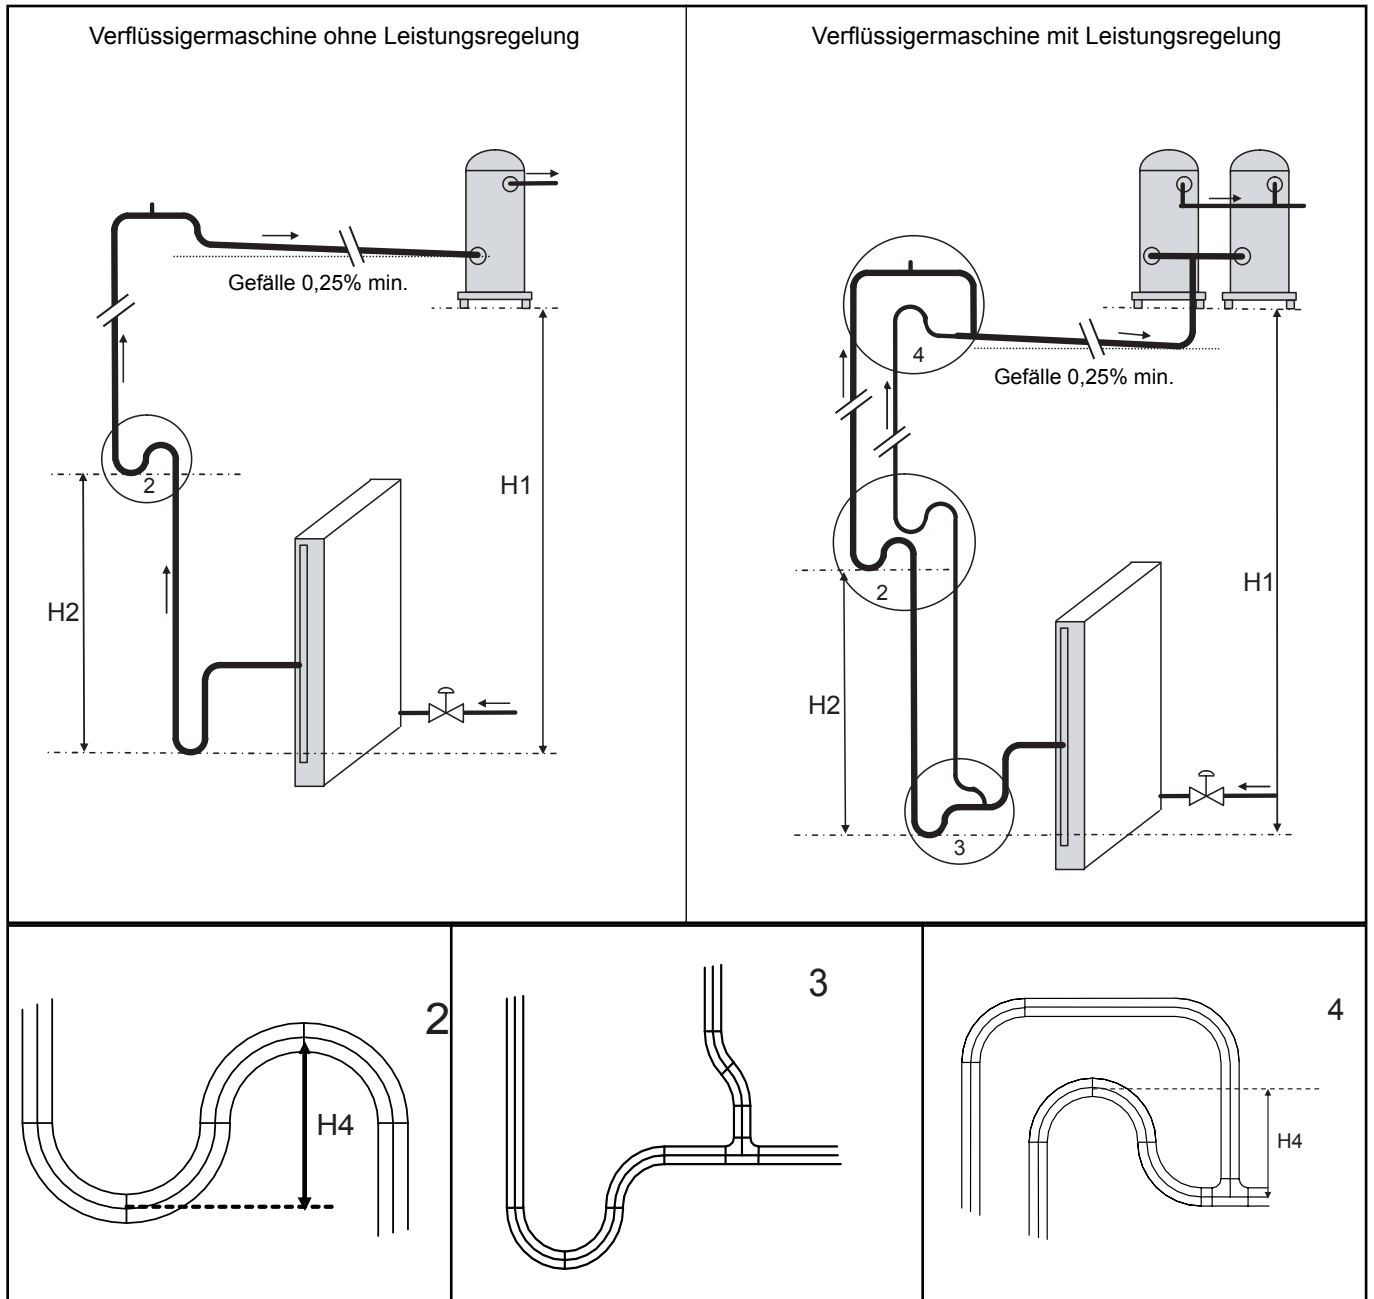 Verflüssigermaschine ohne Leistungsregelung
Gefälle 0,25% min.
2
H1
H2
Verflüssigermaschine mit Leistungsregelung
4
Gefälle 0,25% min.
2
H1
H2
3
2
H4
3
4
H4